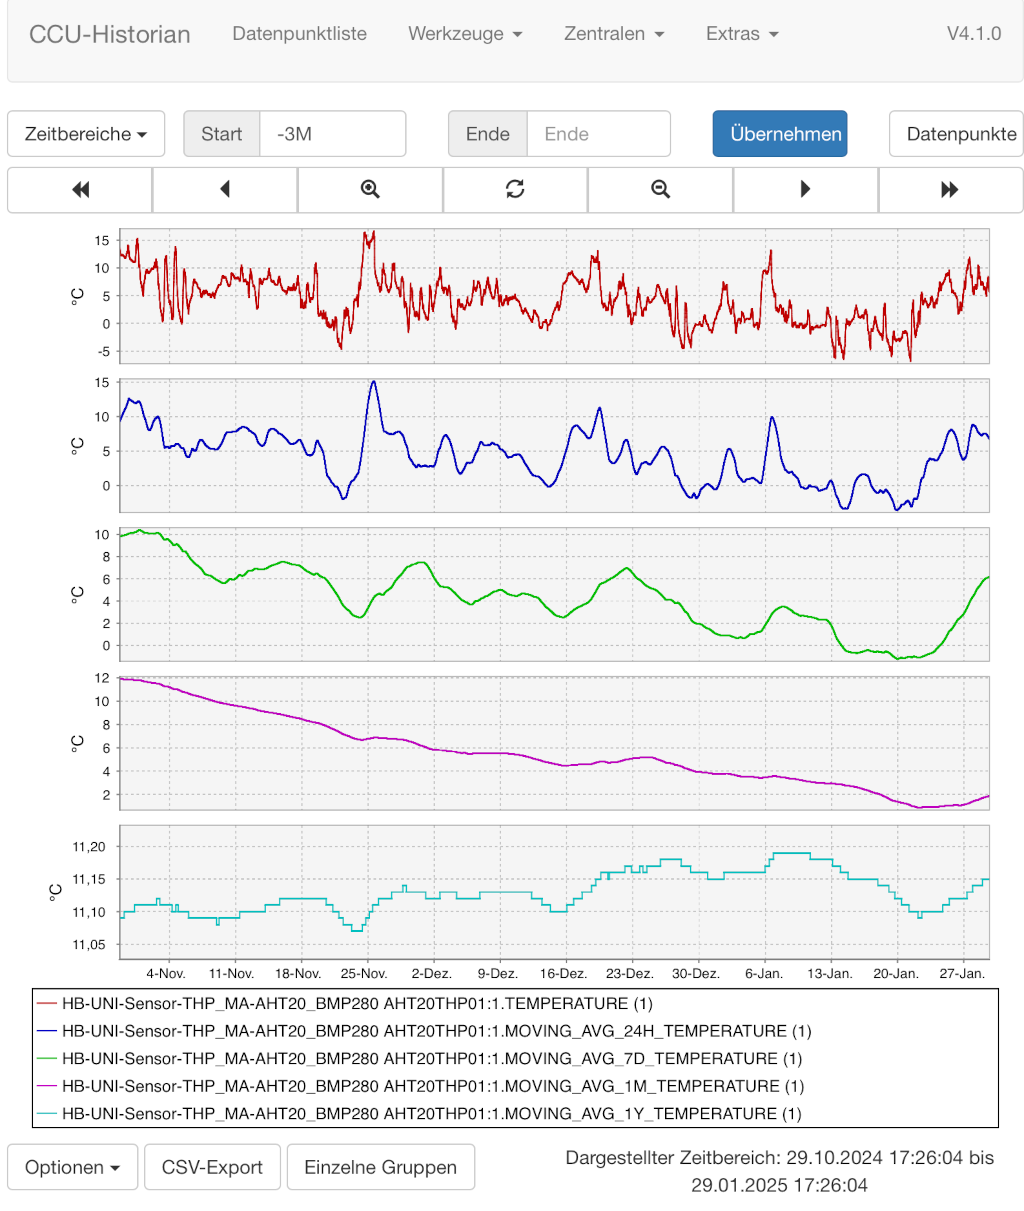 CCU-Historian Datenpunktliste Werkzeuge Zentralen Extras V4.1.0
Zeitbereiche Start -3M Ende Ende Übernehmen Datenpunkte
15
10
5
0
-5
°C
15
10
5
0
°C
10
8
6
4
2
0
°C
12
10
8
6
4
2
°C
11,20
11,15
11,10
11,05
°C
4-Nov. 11-Nov. 18-Nov. 25-Nov. 2-Dez. 9-Dez. 16-Dez. 23-Dez. 30-Dez. 6-Jan. 13-Jan. 20-Jan. 27-Jan.
HB-UNI-Sensor-THP_MA-AHT20_BMP280 AHT20THP01:1.TEMPERATURE (1)
HB-UNI-Sensor-THP_MA-AHT20_BMP280 AHT20THP01:1.MOVING_AVG_24H_TEMPERATURE (1)
HB-UNI-Sensor-THP_MA-AHT20_BMP280 AHT20THP01:1.MOVING_AVG_7D_TEMPERATURE (1)
HB-UNI-Sensor-THP_MA-AHT20_BMP280 AHT20THP01:1.MOVING_AVG_1M_TEMPERATURE (1)
HB-UNI-Sensor-THP_MA-AHT20_BMP280 AHT20THP01:1.MOVING_AVG_1Y_TEMPERATURE (1)
Optionen CSV-Export Einzelne Gruppen
Dargestellter Zeitbereich: 29.10.2024 17:26:04 bis
29.01.2025 17:26:04